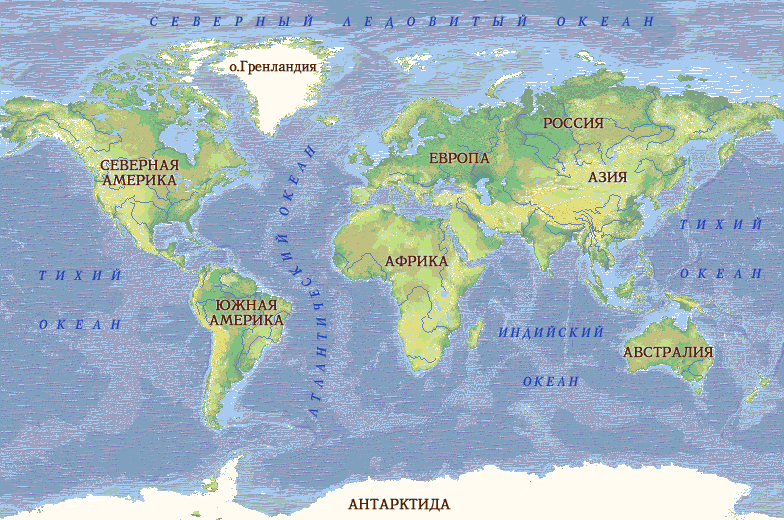 СЕВЕРНЫЙ ЛЕДОВИТЫЙ ОКЕАН
о.Гренландия
РОССИЯ
ЕВРОПА
СЕВЕРНАЯ
АМЕРИКА
АЗИЯ
ТИХИЙ
ОКЕАН
АТЛАНТИЧЕСКИЙ ОКЕАН
АФРИКА
ТИХИЙ
ОКЕАН
ЮЖНАЯ
АМЕРИКА
ИНДИЙСКИЙ
ОКЕАН
АВСТРАЛИЯ
АНТАРКТИДА